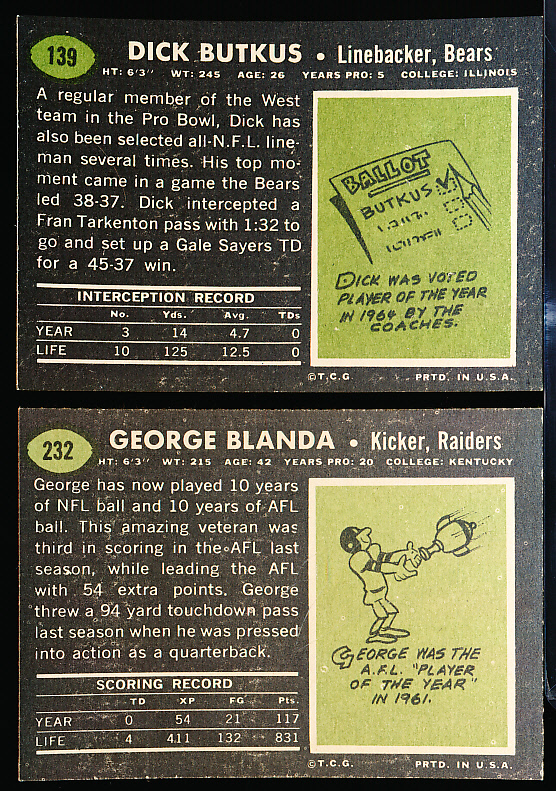 139
DICK BUTKUS • Linebacker, Bears
HT: 6'3" WT: 245 AGE: 26 YEARS PRO: 5 COLLEGE: ILLINOIS
A regular member of the West
team in the Pro Bowl, Dick has
also been selected all-N.F.L. line-
man several times. His top mo-
ment came in a game the Bears
led 38-37. Dick intercepted a
Fran Tarkenton pass with 1:32 to
go and set up a Gale Sayers TD
for a 45-37 win.
INTERCEPTION RECORD
No. Yds. Avg. TDs
YEAR 3 14 4.7 0
LIFE 10 125 12.5 0
BALLOT
BUTKUS
DICK WAS VOTED
PLAYER OF THE YEAR
IN 1964 BY THE
COACHES.
©T.C.G. PRTD. IN U.S.A.
232
GEORGE BLANDA • Kicker, Raiders
HT: 6'3" WT: 215 AGE: 42 YEARS PRO: 20 COLLEGE: KENTUCKY
George has now played 10 years
of NFL ball and 10 years of AFL
ball. This amazing veteran was
third in scoring in the AFL last
season, while leading the AFL
with 54 extra points. George
threw a 94 yard touchdown pass
last season when he was pressed
into action as a quarterback.
SCORING RECORD
TD XP FG Pts.
YEAR 0 54 21 117
LIFE 4 411 132 831
GEORGE WAS THE
A.F.L. "PLAYER
OF THE YEAR"
IN 1961.
©T.C.G. PRTD. IN U.S.A.